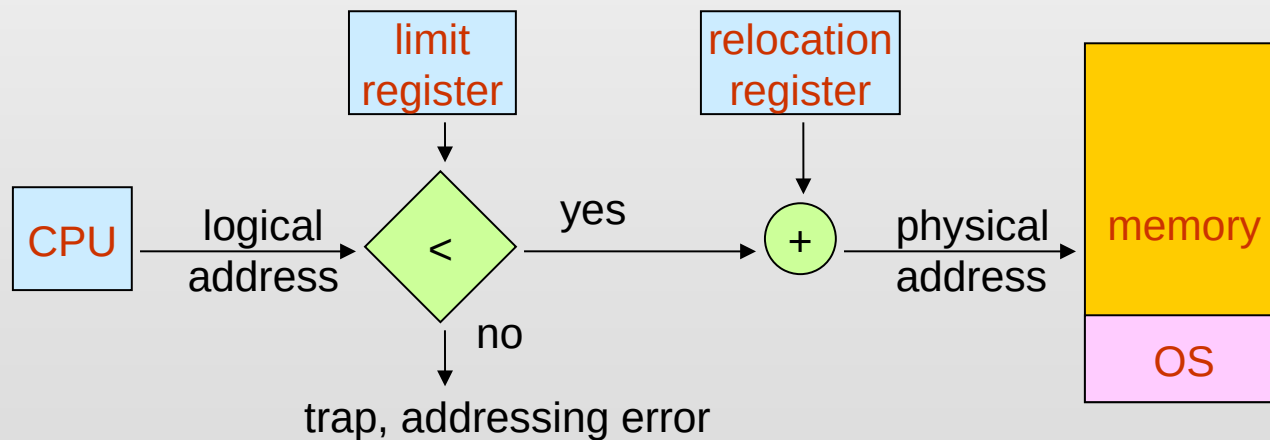 limit
register
relocation
register
CPU
logical
address
<
yes
+
physical
address
memory
no
OS
trap, addressing error